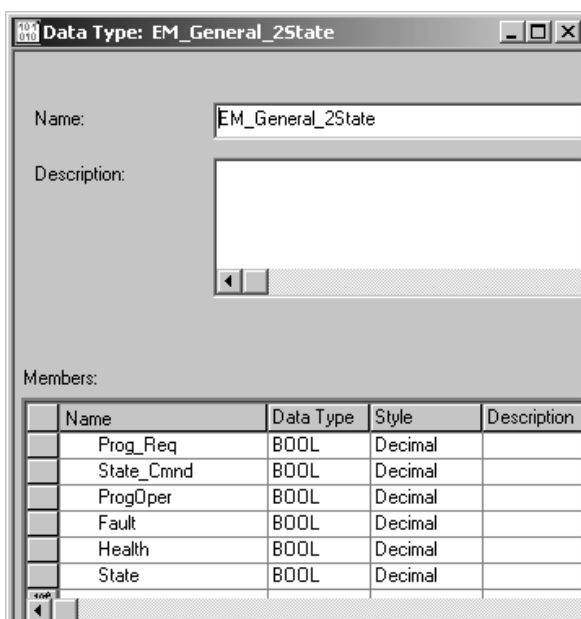 Data Type: EM_General_2State
Name:
EM_General_2State
Description:
Members:
Name Data Type Style Description
Prog_Req BOOL Decimal
State_Cmnd BOOL Decimal
ProgOper BOOL Decimal
Fault BOOL Decimal
Health BOOL Decimal
State BOOL Decimal